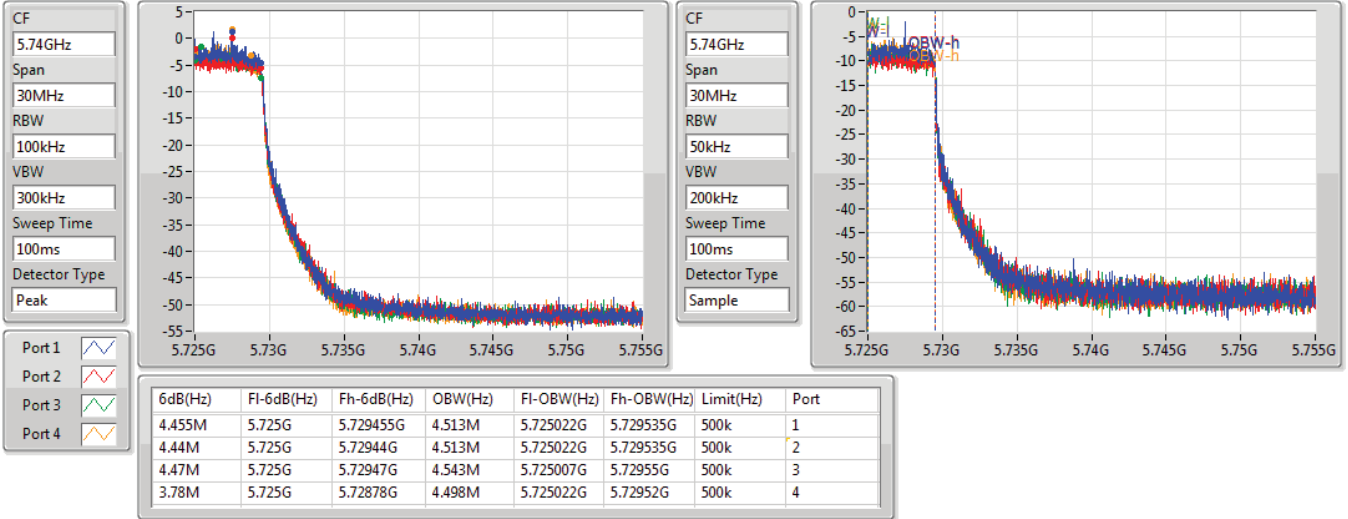 CF
5.74GHz
Span
30MHz
RBW
100kHz
VBW
300kHz
Sweep Time
100ms
Detector Type
Peak
5
0
-5
-10
-15
-20
-25
-30
-35
-40
-45
-50
-55
5.725G 5.73G 5.735G 5.74G 5.745G 5.75G 5.755G
CF
5.74GHz
Span
30MHz
RBW
50kHz
VBW
200kHz
Sweep Time
100ms
Detector Type
Sample
0
-5
-10
-15
-20
-25
-30
-35
-40
-45
-50
-55
-60
-65
OBW-h
OBW-h
5.725G 5.73G 5.735G 5.74G 5.745G 5.75G 5.755G
Port 1
Port 2
Port 3
Port 4
6dB(Hz) Fl-6dB(Hz) Fh-6dB(Hz) OBW(Hz) Fl-OBW(Hz) Fh-OBW(Hz) Limit(Hz) Port
4.455M 5.725G 5.729455G 4.513M 5.725022G 5.729535G 500k 1
4.44M 5.725G 5.72944G 4.513M 5.725022G 5.729535G 500k 2
4.47M 5.725G 5.72947G 4.543M 5.725007G 5.72955G 500k 3
3.78M 5.725G 5.72878G 4.498M 5.725022G 5.72952G 500k 4